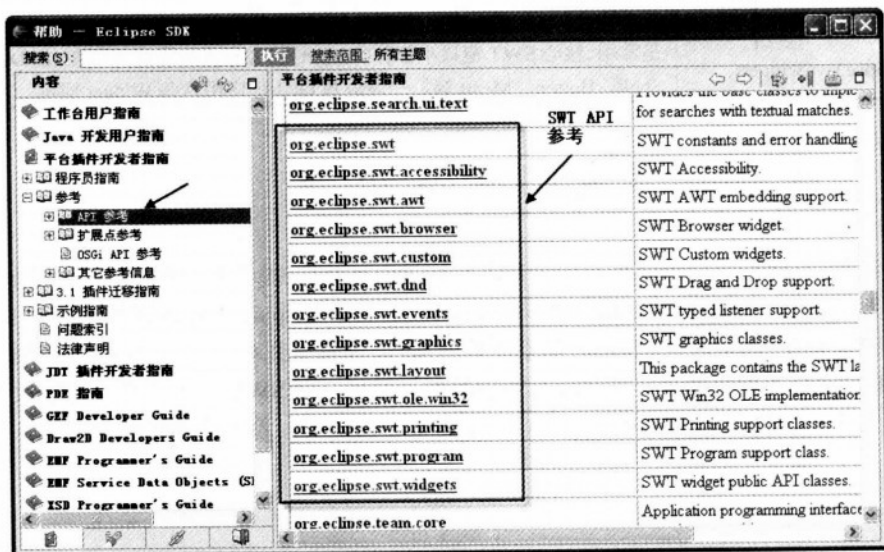 帮助 — Eclipse SDK
搜索(S): 执行 搜索范围: 所有主题
内容
工作台用户指南
Java 开发用户指南
平台插件开发者指南
程序员指南
参考
API 参考
扩展点参考
OSGi API 参考
其它参考信息
3.1 插件迁移指南
示例指南
问题索引
法律声明
JDT 插件开发者指南
PDE 指南
GEF Developer Guide
Draw2D Developers Guide
EMF Programmer's Guide
EMF Service Data Objects (S
XSD Programmer's Guide
平台插件开发者指南
Provides the base classes to
org.eclipse.search.ui.text for searches with textual matches.
SWT API
参考
org.eclipse.swt SWT constants and error handling
org.eclipse.swt.accessibility SWT Accessibility.
org.eclipse.swt.awt SWT AWT embedding support.
org.eclipse.swt.browser SWT Browser widget.
org.eclipse.swt.custom SWT Custom widgets.
org.eclipse.swt.dnd SWT Drag and Drop support.
org.eclipse.swt.events SWT typed listener support.
org.eclipse.swt.graphics SWT graphics classes.
org.eclipse.swt.layout This package contains the SWT la
org.eclipse.swt.ole.win32 SWT Win32 OLE implementation
org.eclipse.swt.printing SWT Printing support classes.
org.eclipse.swt.program SWT Program support class.
org.eclipse.swt.widgets SWT widget public API classes.
org.eclipse.team.core Application programming interface